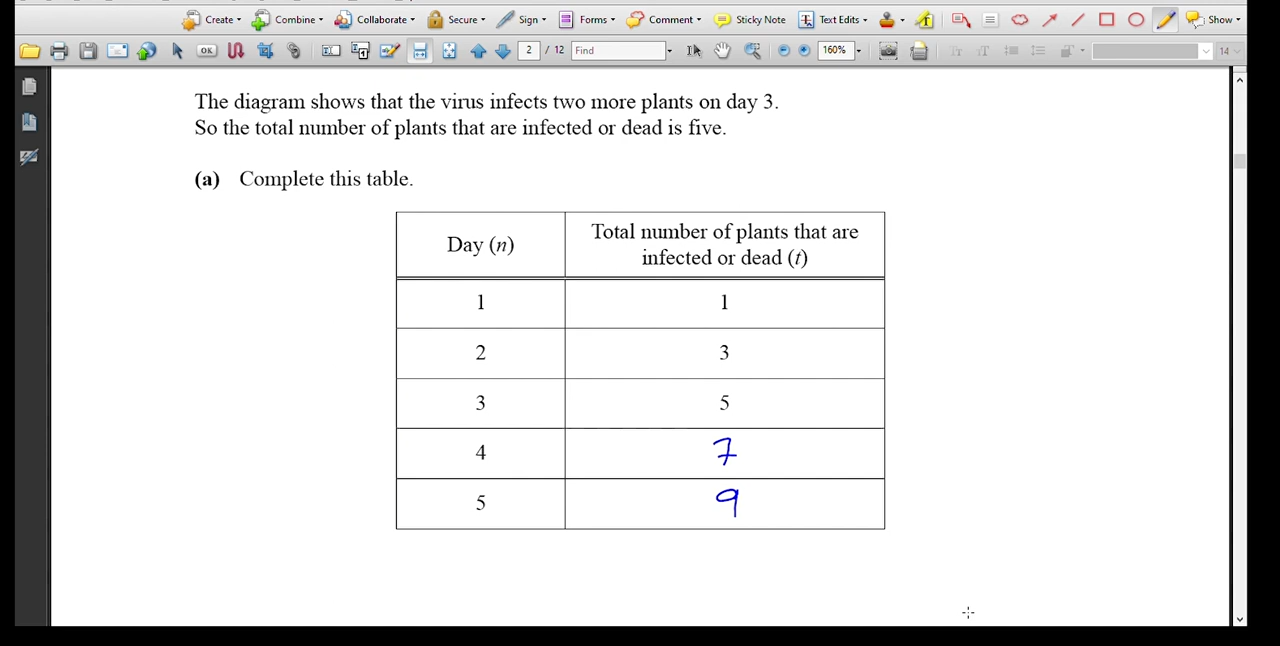 Create Combine Collaborate Secure Sign Forms Comment Sticky Note Text Edits Show
OK 2 / 12 Find 160% Tr T 14
The diagram shows that the virus infects two more plants on day 3.
So the total number of plants that are infected or dead is five.
(a) Complete this table.
Day (n) Total number of plants that are
infected or dead (t)
1 1
2 3
3 5
4 7
5 9